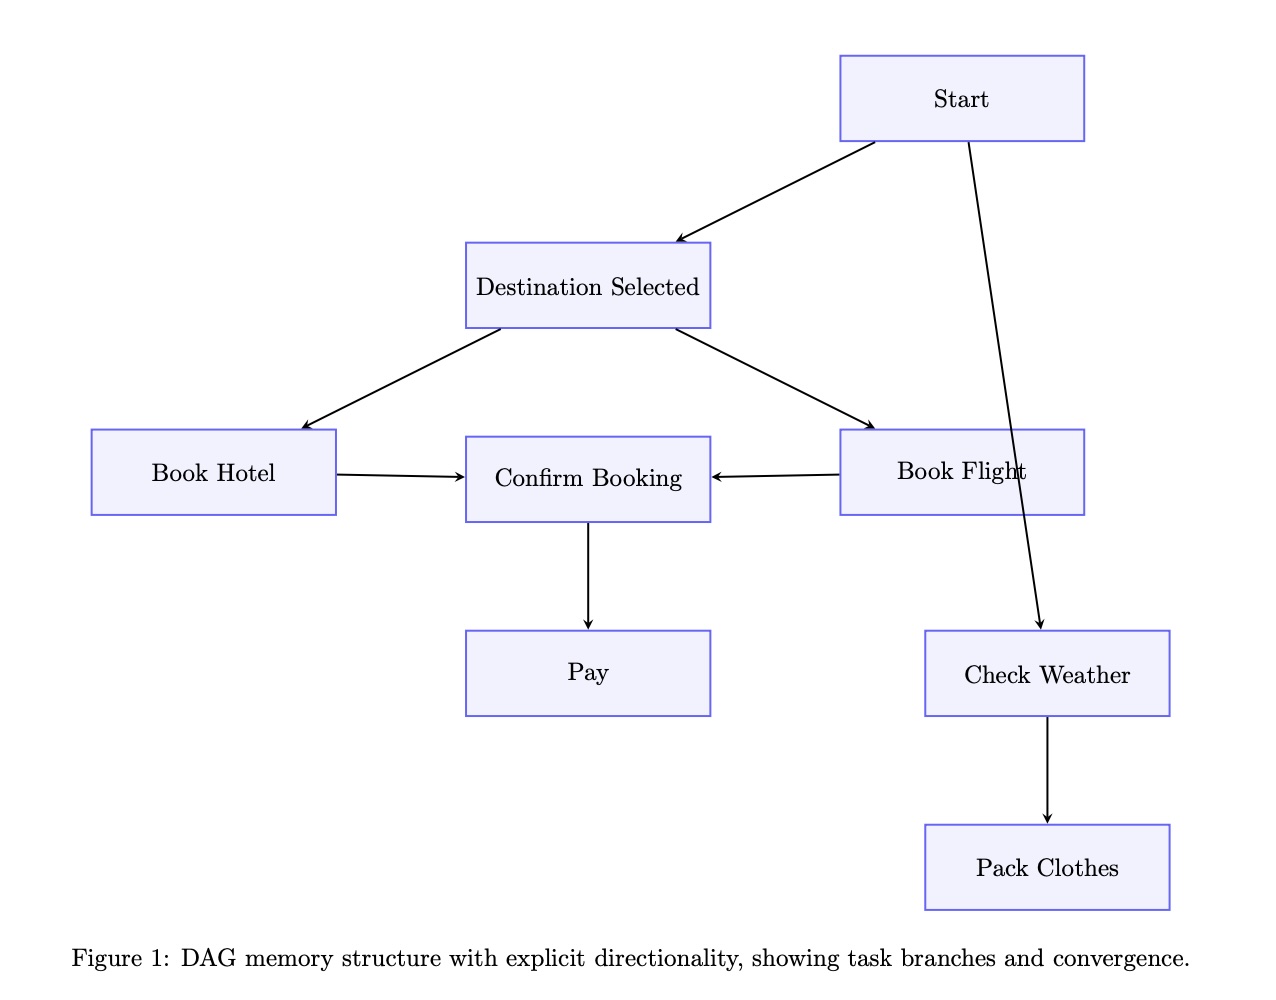 Start
Destination Selected
Book Hotel
Confirm Booking
Book Flight
Pay
Check Weather
Pack Clothes
Figure 1: DAG memory structure with explicit directionality, showing task branches and convergence.